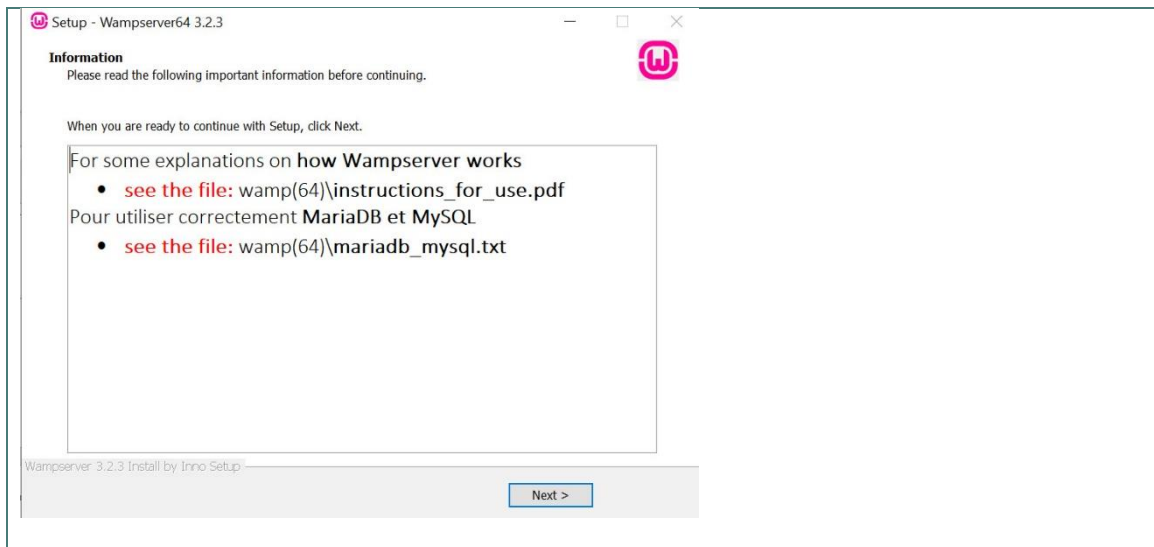 Setup - Wampserver64 3.2.3
Information
Please read the following important information before continuing.
When you are ready to continue with Setup, click Next.
For some explanations on how Wampserver works
• see the file: wamp(64)\instructions_for_use.pdf
Pour utiliser correctement MariaDB et MySQL
• see the file: wamp(64)\mariadb_mysql.txt
Wampserver 3.2.3 Install by Inno Setup
Next >